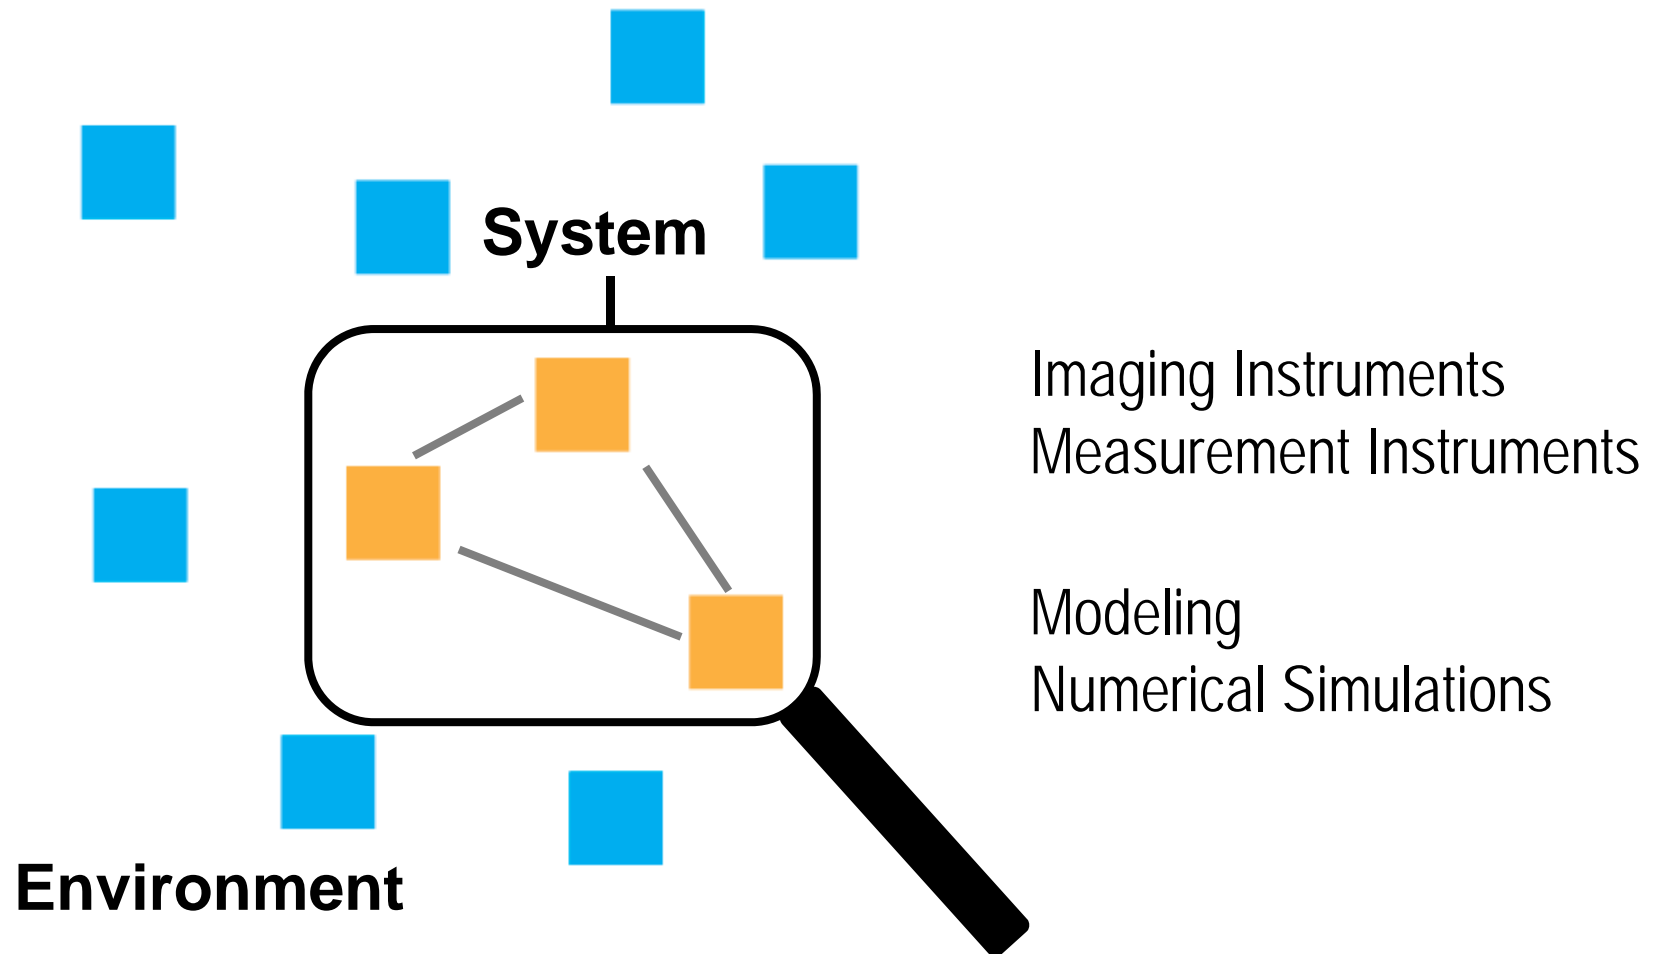 System
Imaging Instruments
Measurement Instruments
Modeling
Numerical Simulations
Environment